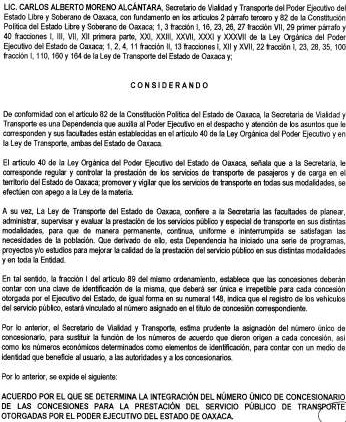 LIC. CARLOS ALBERTO MORENO ALCÁNTARA, Secretario de Vialidad y Transporte del Poder Ejecutivo del
Estado Libre y Soberano de Oaxaca, con fundamento en los artículos 2 párrafo tercero y 82 de la Constitución
Política del Estado Libre y Soberano de Oaxaca; 1, 3 fracción I, 16, 23, 26, 27 fracción VII, 29 primer párrafo y
40 fracciones I, III, VII, XII primera parte, XXI, XXIII, XXVII, XXXI y XXXVII de la Ley Orgánica del Poder
Ejecutivo del Estado de Oaxaca; 1, 2, 4, 11 fracción II, 13 fracciones I, XII y XVII, 22 fracción I, 23, 28, 35, 100
fracción I, 110, 160 y 164 de la Ley de Transporte del Estado de Oaxaca y;
C O N S I D E R A N D O
De conformidad con el artículo 82 de la Constitución Política del Estado de Oaxaca, la Secretaría de Vialidad y
Transporte es una Dependencia que auxilia al Poder Ejecutivo en el despacho y atención de los asuntos que le
corresponden y sus facultades están establecidas en el artículo 40 de la Ley Orgánica del Poder Ejecutivo y en
la Ley de Transporte, ambas del Estado de Oaxaca.
El artículo 40 de la Ley Orgánica del Poder Ejecutivo del Estado de Oaxaca, señala que a la Secretaría, le
corresponde regular y controlar la prestación de los servicios de transporte de pasajeros y de carga en el
territorio del Estado de Oaxaca; promover y vigilar que los servicios de transporte en todas sus modalidades, se
efectúen con apego a la Ley de la materia.
A su vez, La Ley de Transporte del Estado de Oaxaca, confiere a la Secretaría las facultades de planear,
administrar, supervisar y evaluar la prestación de los servicios público y especial de transporte en sus distintas
modalidades, para que de manera permanente, continua, uniforme e ininterrumpida se satisfagan las
necesidades de la población. Que derivado de ello, esta Dependencia ha iniciado una serie de programas,
proyectos y/o estudios para mejorar la calidad de la prestación del servicio público en sus distintas modalidades
y en toda la Entidad.
En tal sentido, la fracción I del artículo 89 del mismo ordenamiento, establece que las concesiones deberán
contar con una clave de identificación de la misma, que deberá ser única e irrepetible para cada concesión
otorgada por el Ejecutivo del Estado, de igual forma en su numeral 148, indica que el registro de los vehículos
del servicio público, estará vinculado al número asignado en el título de concesión correspondiente.
Por lo anterior, el Secretario de Vialidad y Transporte, estima prudente la asignación del número único de
concesionario, para sustituir la función de los números de acuerdo que dieron origen a cada concesión, así
como los números económicos determinados como elementos de identificación, para contar con un medio de
identidad que beneficie al usuario, a las autoridades y a los concesionarios.
Por lo anterior, se expide el siguiente:
ACUERDO POR EL QUE SE DETERMINA LA INTEGRACIÓN DEL NÚMERO ÚNICO DE CONCESIONARIO
DE LAS CONCESIONES PARA LA PRESTACIÓN DEL SERVICIO PÚBLICO DE TRANSPORTE
OTORGADAS POR EL PODER EJECUTIVO DEL ESTADO DE OAXACA.